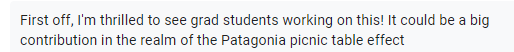 First off, I'm thrilled to see grad students working on this! It could be a big
contribution in the realm of the Patagonia picnic table effect